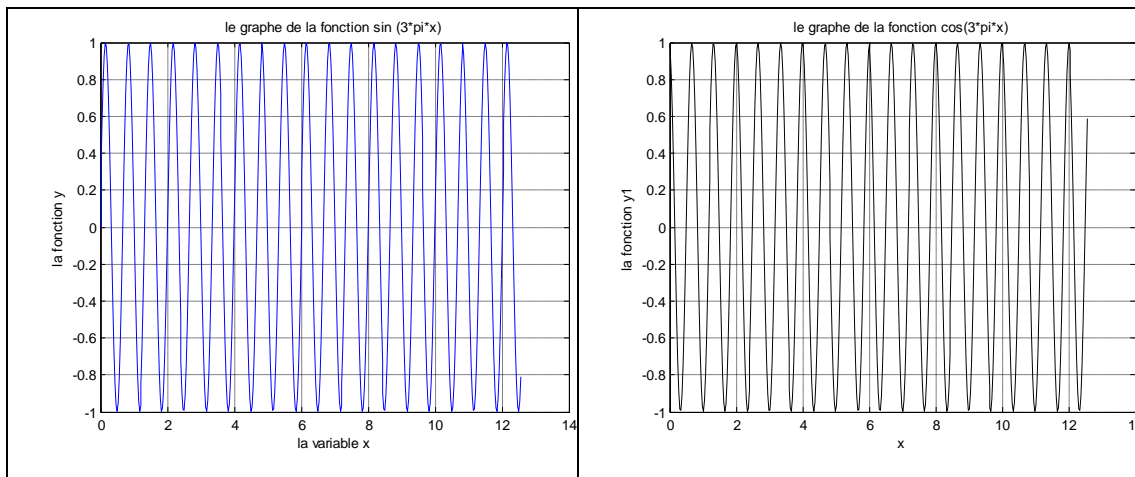 le graphe de la fonction sin (3*pi*x)
1
0.8
0.6
0.4
0.2
0
-0.2
-0.4
-0.6
-0.8
-1
la fonction y
0 2 4 6 8 10 12 14
la variable x
le graphe de la fonction cos(3*pi*x)
1
0.8
0.6
0.4
0.2
0
-0.2
-0.4
-0.6
-0.8
-1
la fonction y1
0 2 4 6 8 10 12
x